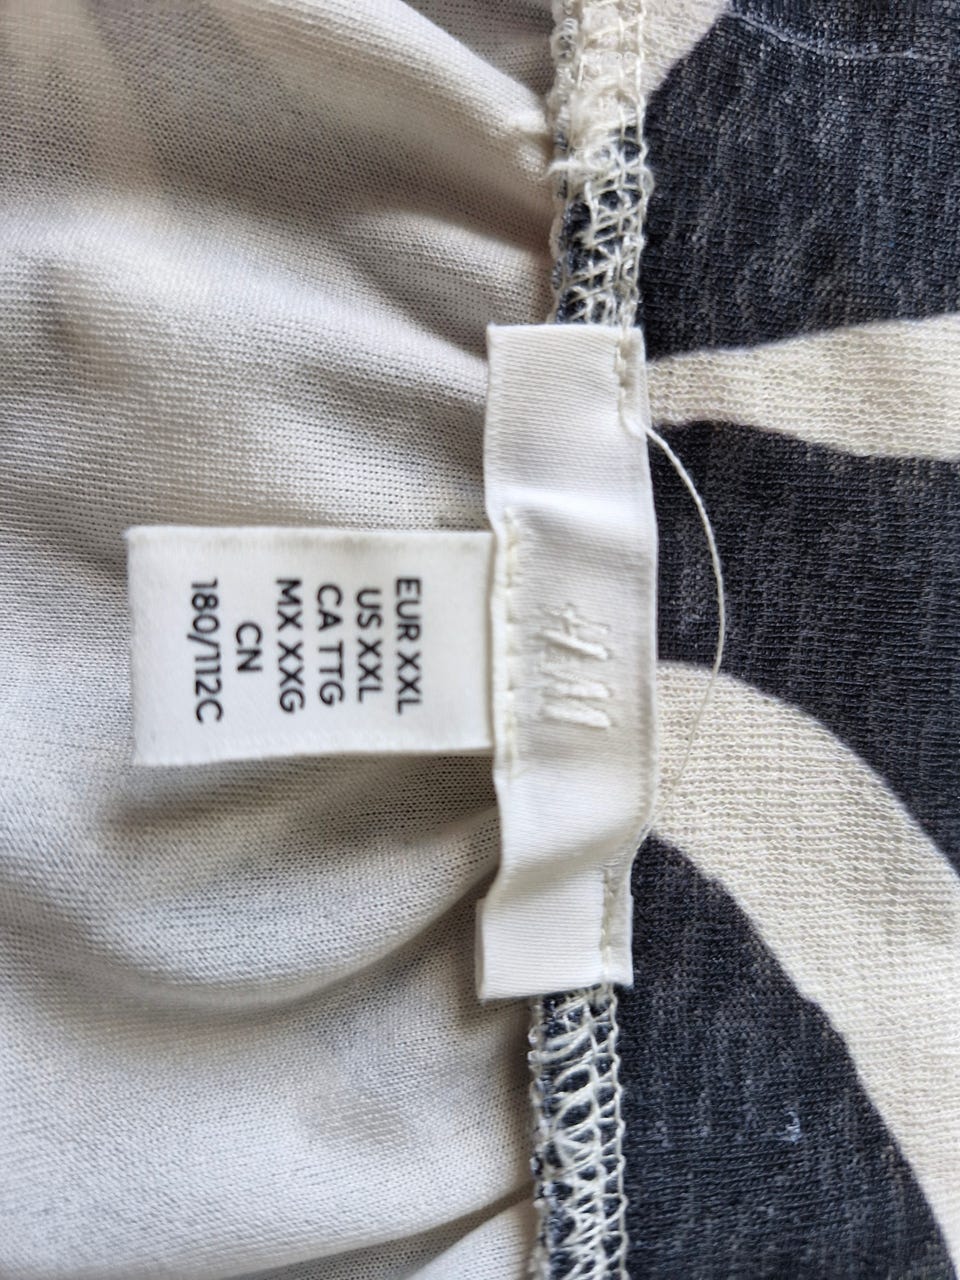 H&M
EUR XXL
US XXL
CA TTG
MX XXG
CN
180/112C